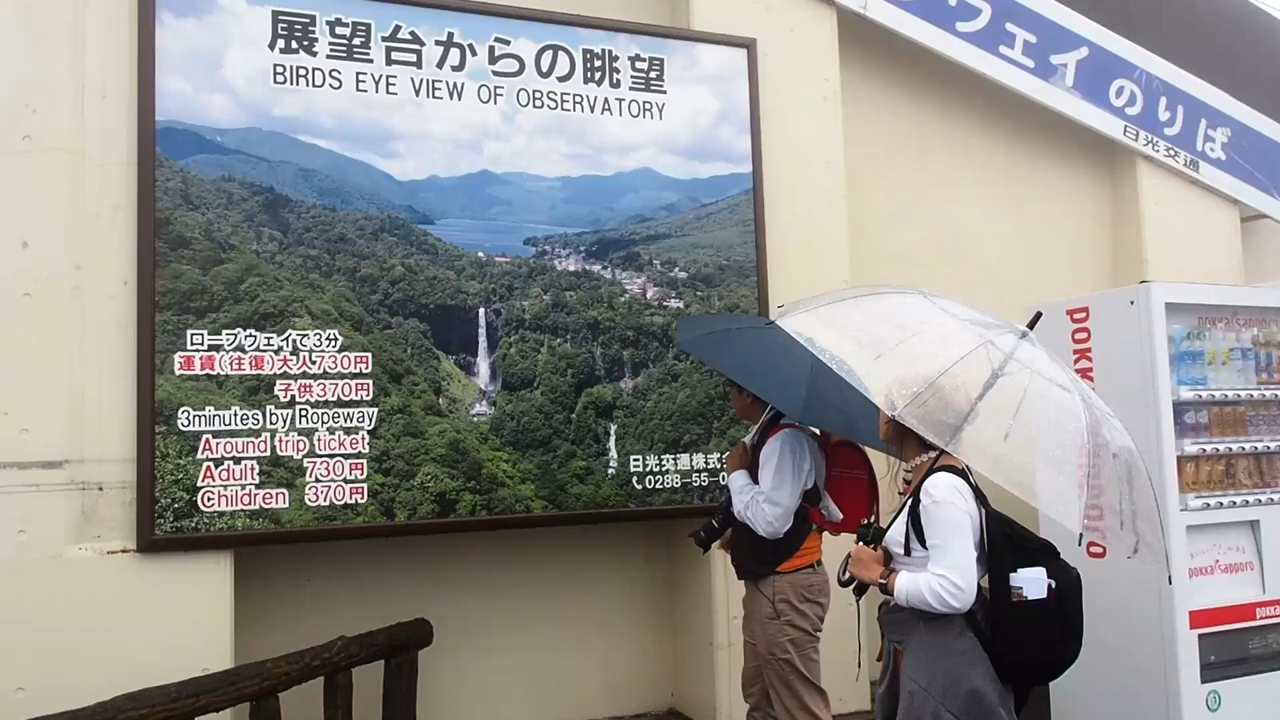 展望台からの眺望
BIRDS EYE VIEW OF OBSERVATORY
ロープウェイで3分
運賃(往復)大人730円
子供370円
3minutes by Ropeway
Around trip ticket
Adult 730円
Children 370円
日光交通株式
0288-55-0
ウェイのりば
日光交通
pokka sapporo
pokka sapporo
pokka sapporo
pokka